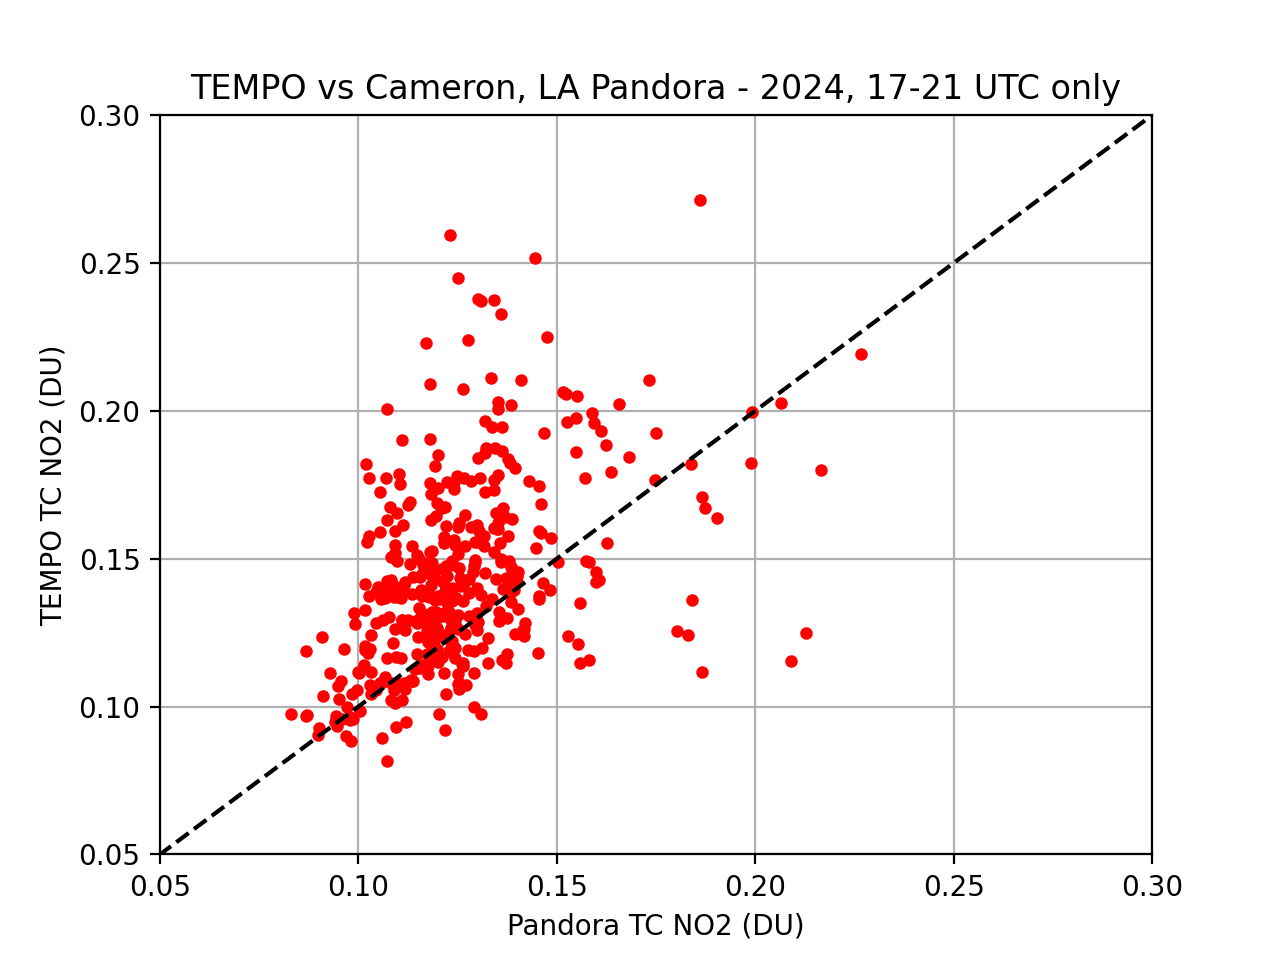 TEMPO vs Cameron, LA Pandora - 2024, 17-21 UTC only
0.30
0.25
0.20
0.15
0.10
0.05
TEMPO TC NO2 (DU)
0.05 0.10 0.15 0.20 0.25 0.30
Pandora TC NO2 (DU)